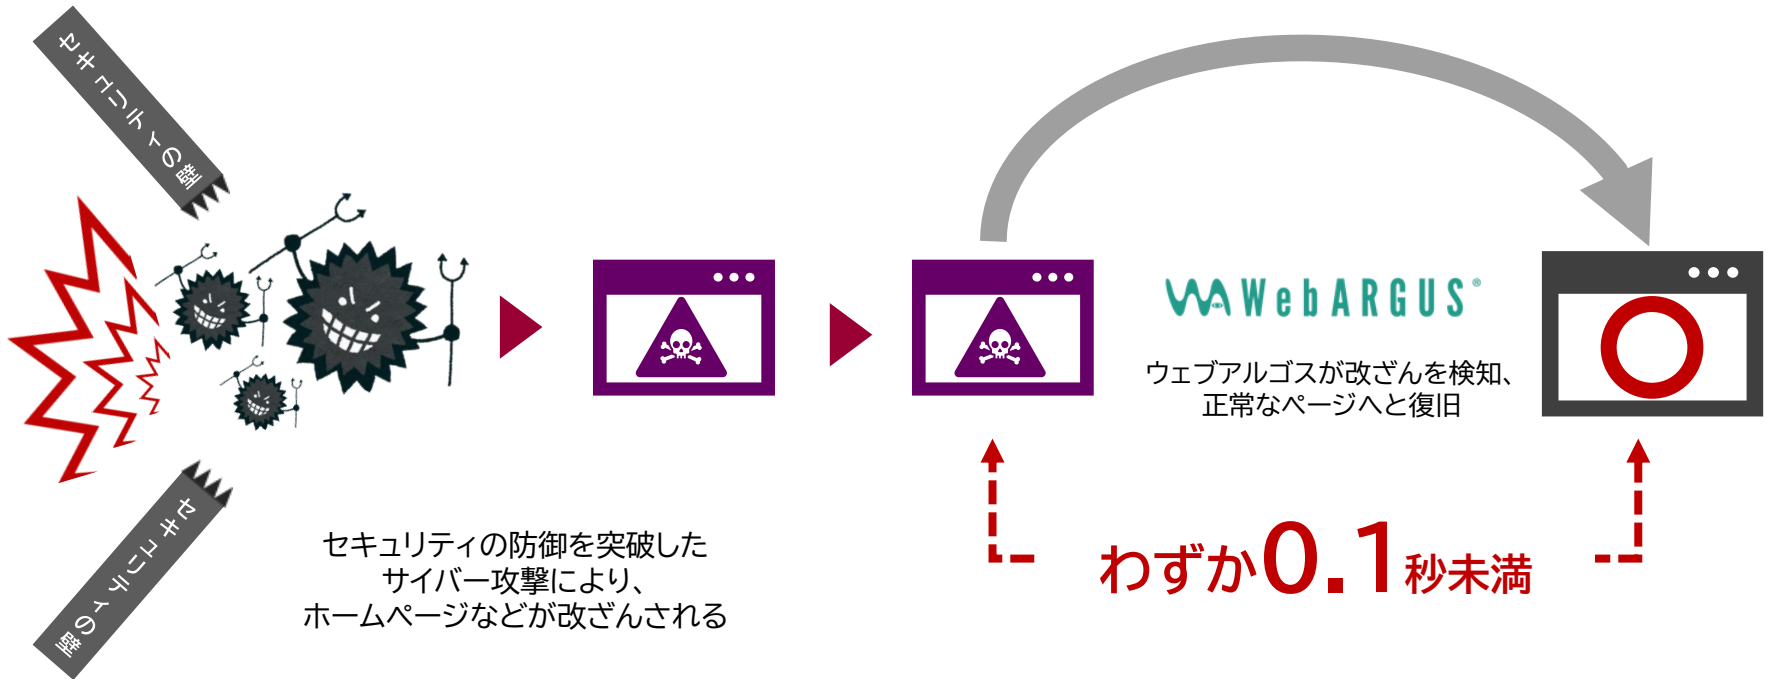 セキュリティの壁
セキュリティの壁
セキュリティの防御を突破した
サイバー攻撃により、
ホームページなどが改ざんされる
WebARGUS®
ウェブアルゴスが改ざんを検知、
正常なページへと復旧
わずか0.1秒未満